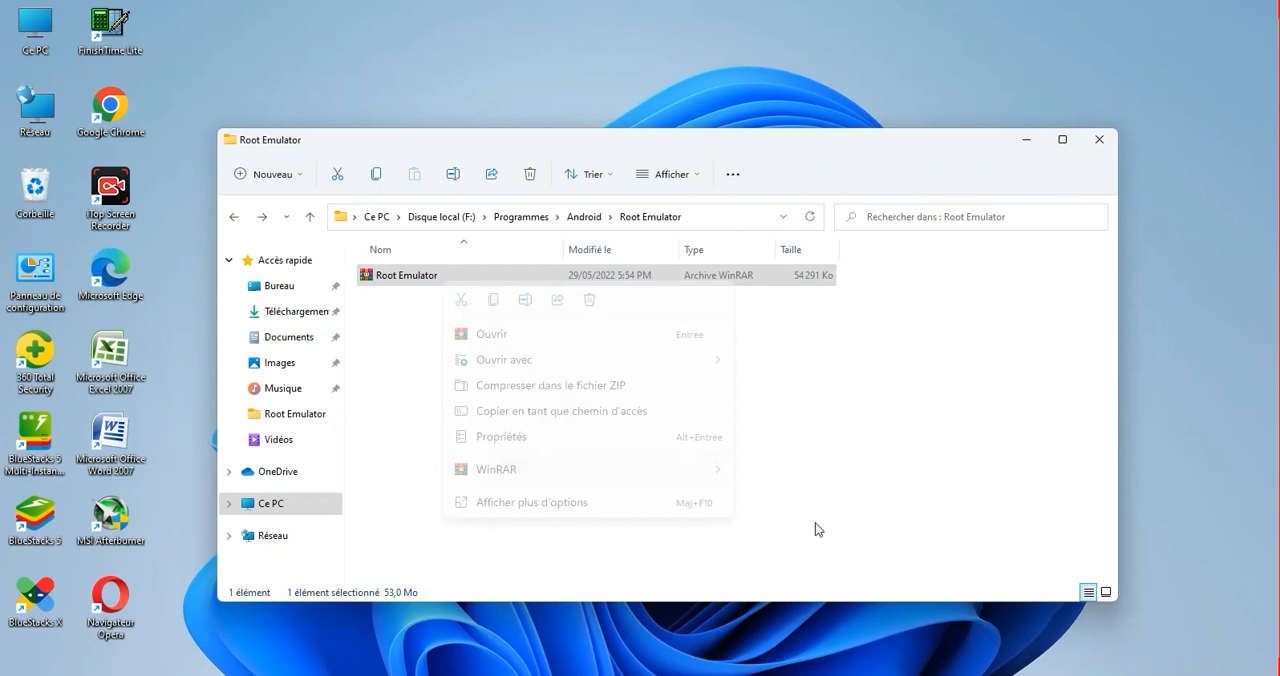 Ce PC
FinishTime Lite
Réseau
Google Chrome
Corbeille
iTop Screen
Recorder
Panneau de
configuration
Microsoft Edge
360 Total
Security
Microsoft Office
Excel 2007
BlueStacks 5
Multi-Instan...
Microsoft Office
Word 2007
BlueStacks 5
MSI Afterburner
BlueStacks X
Navigateur
Opera
Root Emulator
Nouveau
Trier
Afficher
Ce PC
Disque local (F:)
Programmes
Android
Root Emulator
Rechercher dans : Root Emulator
Nom
Modifié le
Type
Taille
Root Emulator
29/05/2022 5:54 PM
Archive WinRAR
54 291 Ko
Accès rapide
Bureau
Téléchargemen
Documents
Images
Musique
Root Emulator
Vidéos
OneDrive
Ce PC
Réseau
Ouvrir
Entrée
Ouvrir avec
Compresser dans le fichier ZIP
Copier en tant que chemin d'accès
Propriétés
Alt+Entrée
WinRAR
Afficher plus d'options
Maj+F10
1 élément
1 élément sélectionné 53,0 Mo